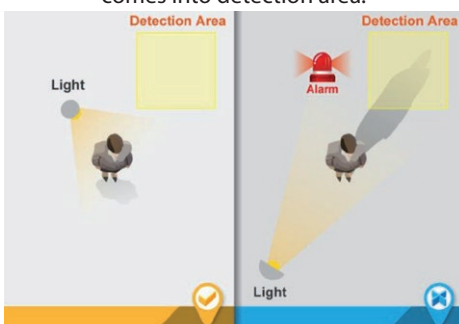 comes into detection area.
Detection Area
Light
Detection Area
Alarm
Light